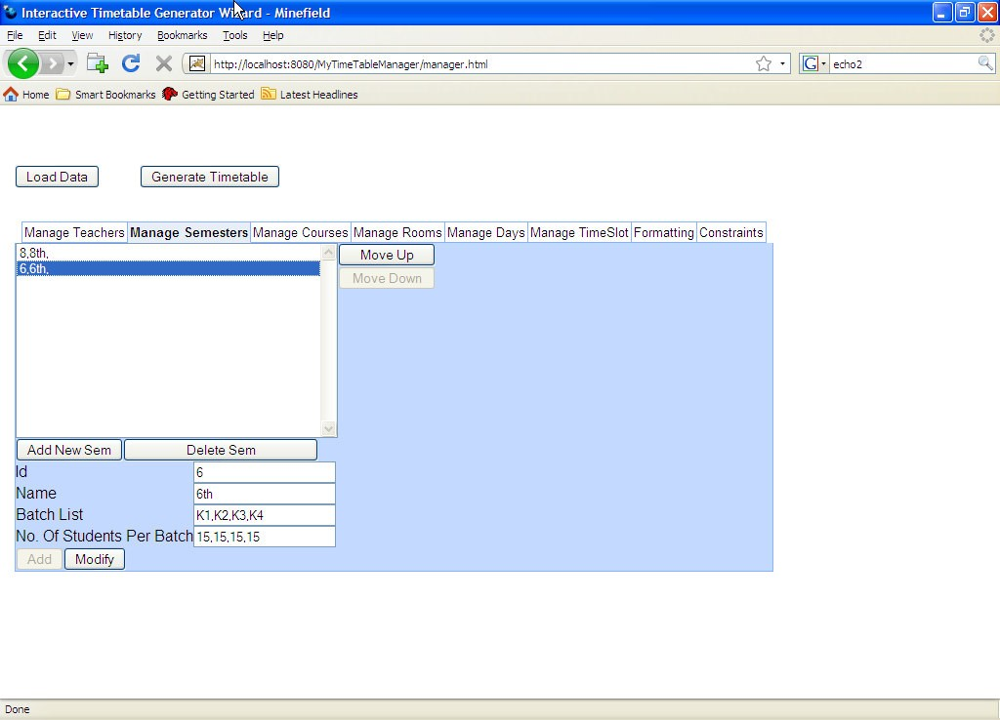 Interactive Timetable Generator Wizard - Minefield
File Edit View History Bookmarks Tools Help
http://localhost:8080/MyTimeTableManager/manager.html
G
echo2
Home Smart Bookmarks Getting Started Latest Headlines
Load Data Generate Timetable
Manage Teachers Manage Semesters Manage Courses Manage Rooms Manage Days Manage TimeSlot Formatting Constraints
8,8th, Move Up
6,6th, Move Down
Add New Sem Delete Sem
Id 6
Name 6th
Batch List K1,K2,K3,K4
No. Of Students Per Batch 15,15,15,15
Add Modify
Done